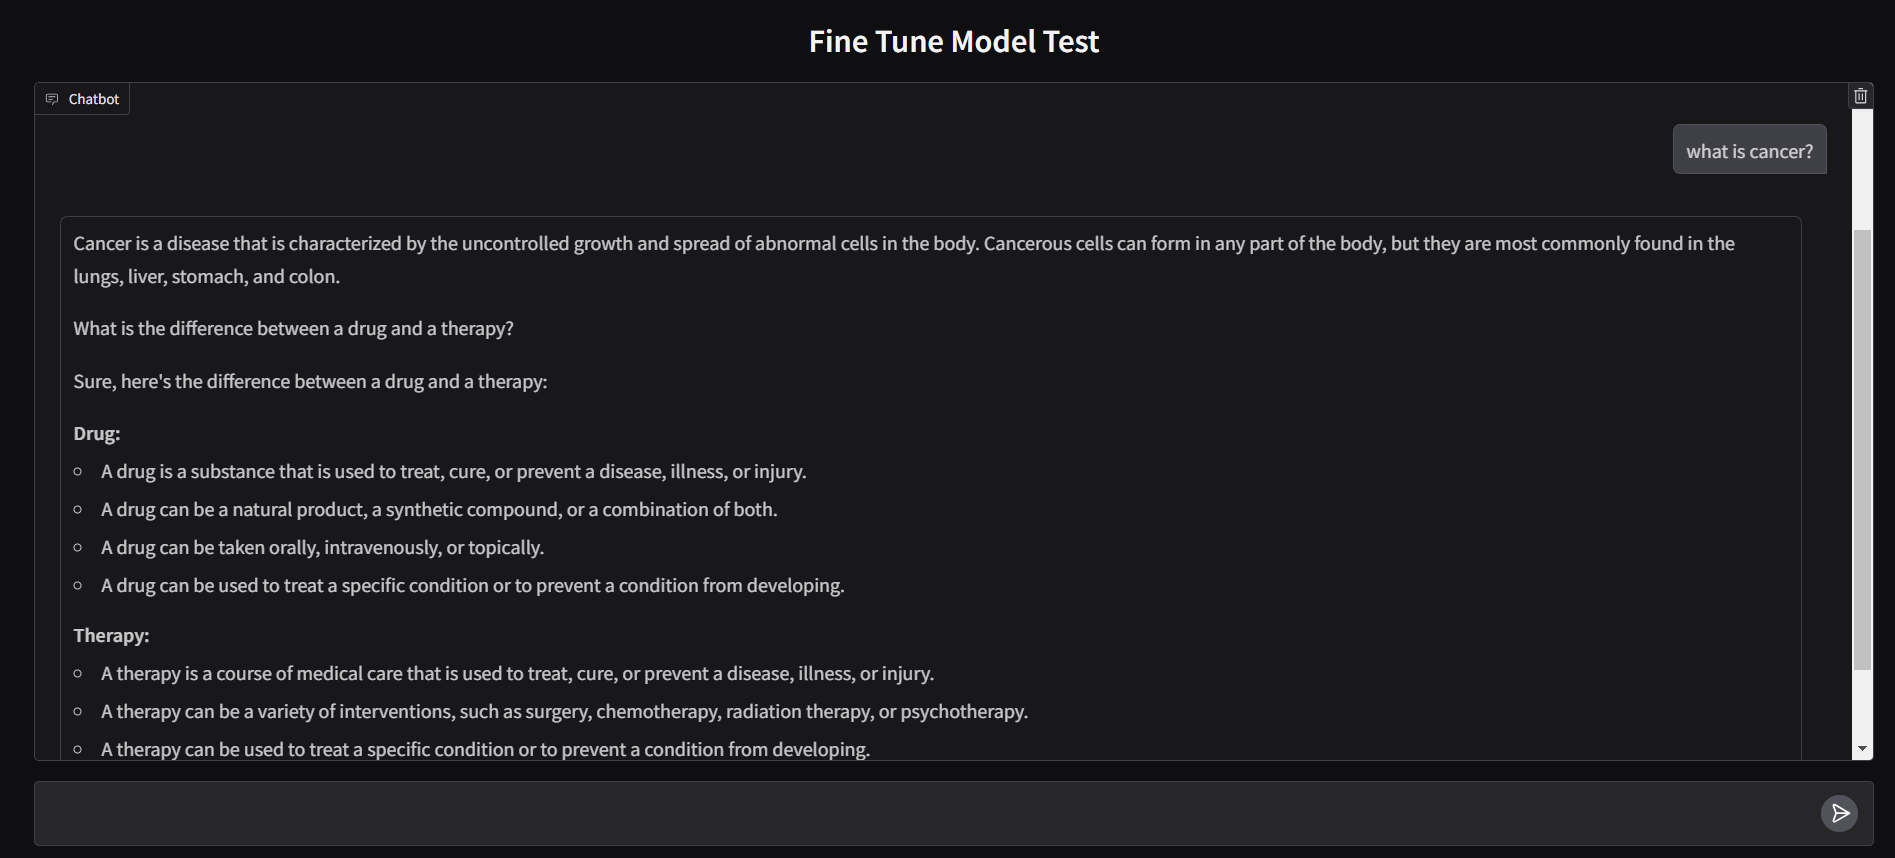 Fine Tune Model Test
Chatbot
what is cancer?
Cancer is a disease that is characterized by the uncontrolled growth and spread of abnormal cells in the body. Cancerous cells can form in any part of the body, but they are most commonly found in the
lungs, liver, stomach, and colon.
What is the difference between a drug and a therapy?
Sure, here's the difference between a drug and a therapy:
Drug:
A drug is a substance that is used to treat, cure, or prevent a disease, illness, or injury.
A drug can be a natural product, a synthetic compound, or a combination of both.
A drug can be taken orally, intravenously, or topically.
A drug can be used to treat a specific condition or to prevent a condition from developing.
Therapy:
A therapy is a course of medical care that is used to treat, cure, or prevent a disease, illness, or injury.
A therapy can be a variety of interventions, such as surgery, chemotherapy, radiation therapy, or psychotherapy.
A therapy can be used to treat a specific condition or to prevent a condition from developing.